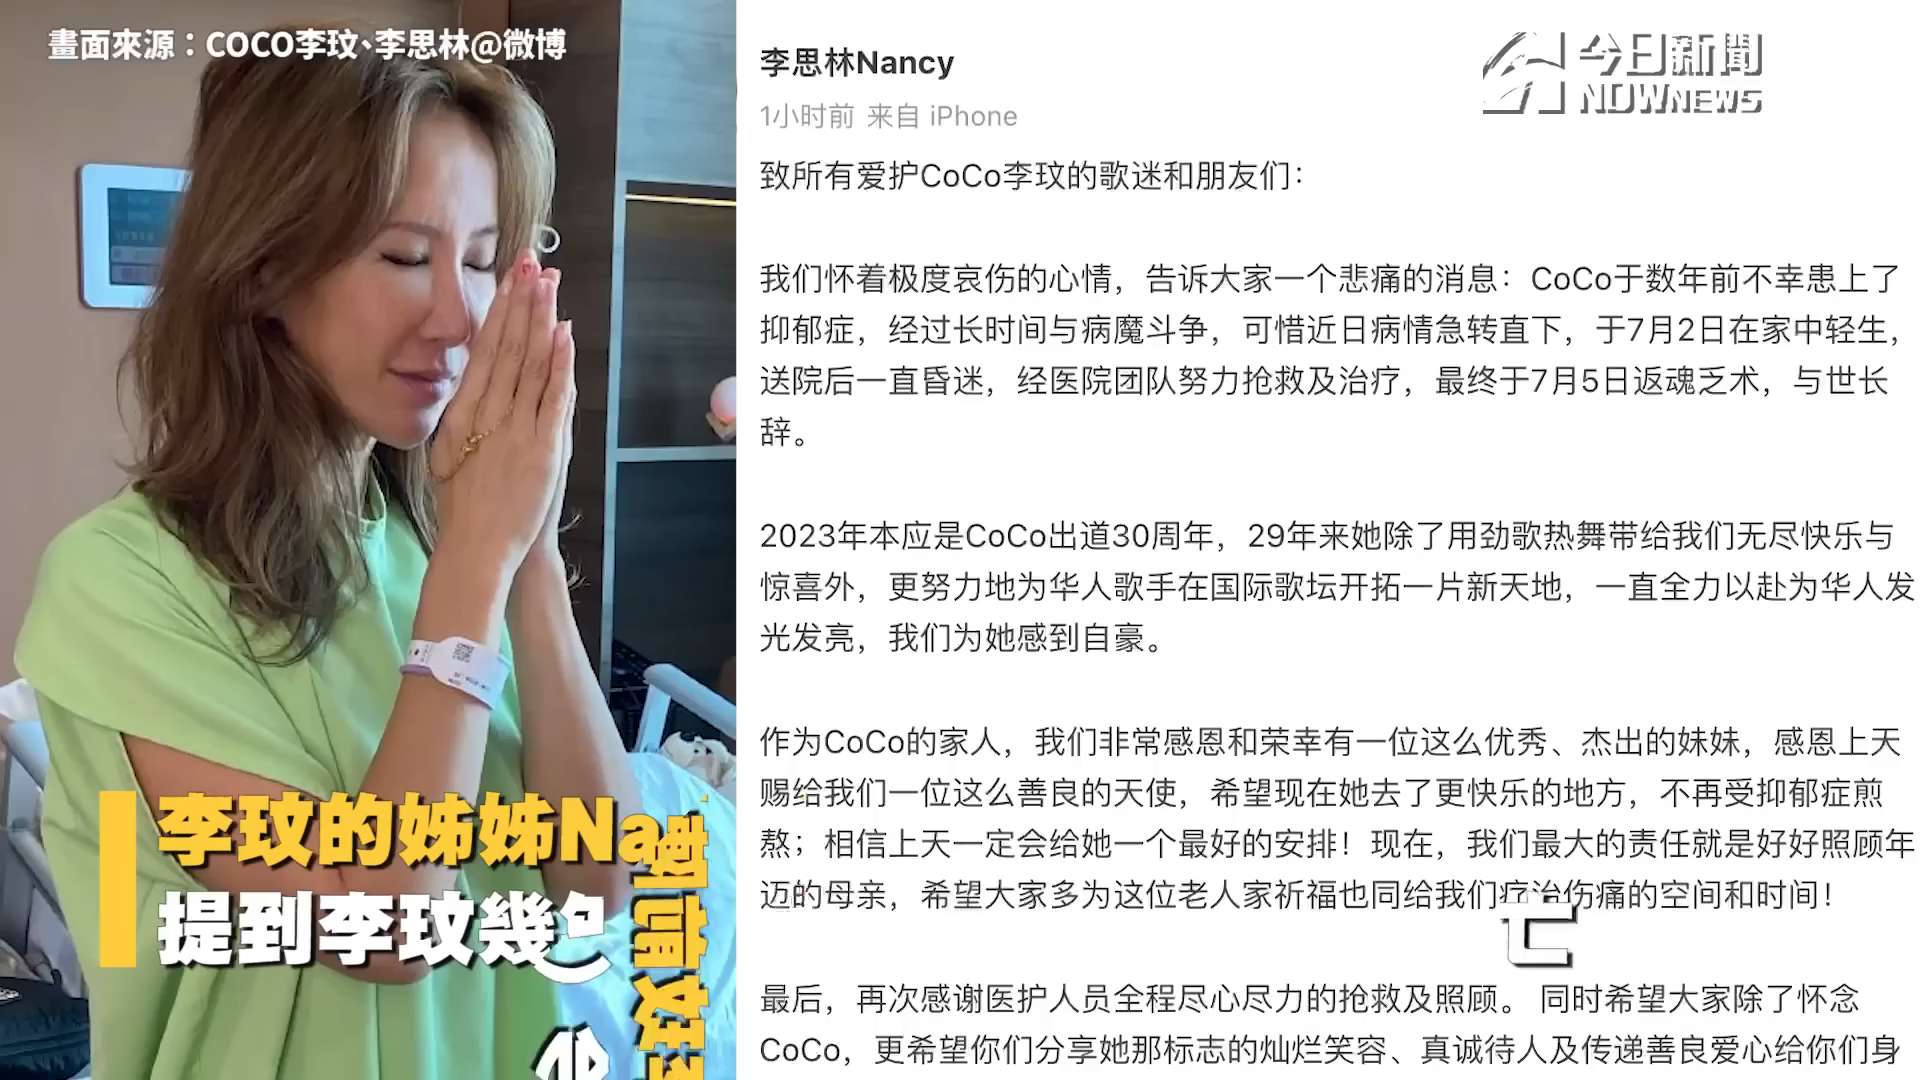 畫面來源：COCO李玟、李思林@微博
今日新聞
NOWNEWS
李思林Nancy
1小时前 来自 iPhone
致所有爱护CoCo李玟的歌迷和朋友们：
我们怀着极度哀伤的心情，告诉大家一个悲痛的消息：CoCo于数年前不幸患上了
抑郁症，经过长时间与病魔斗争，可惜近日病情急转直下，于7月2日在家中轻生，
送院后一直昏迷，经医院团队努力抢救及治疗，最终于7月5日返魂乏术，与世长
辞。
2023年本应是CoCo出道30周年，29年来她除了用劲歌热舞带给我们无尽快乐与
惊喜外，更努力地为华人歌手在国际歌坛开拓一片新天地，一直全力以赴为华人发
光发亮，我们为她感到自豪。
作为CoCo的家人，我们非常感恩和荣幸有一位这么优秀、杰出的妹妹，感恩上天
赐给我们一位这么善良的天使，希望现在她去了更快乐的地方，不再受抑郁症煎
熬；相信上天一定会给她一个最好的安排！现在，我们最大的责任就是好好照顾年
迈的母亲，希望大家多为这位老人家祈福也同给我们疗治伤痛的空间和时间！
最后，再次感谢医护人员全程尽心尽力的抢救及照顾。 同时希望大家除了怀念
CoCo，更希望你们分享她那标志的灿烂笑容、真诚待人及传递善良爱心给你们身
李玟的姊姊Na
提到李玟幾